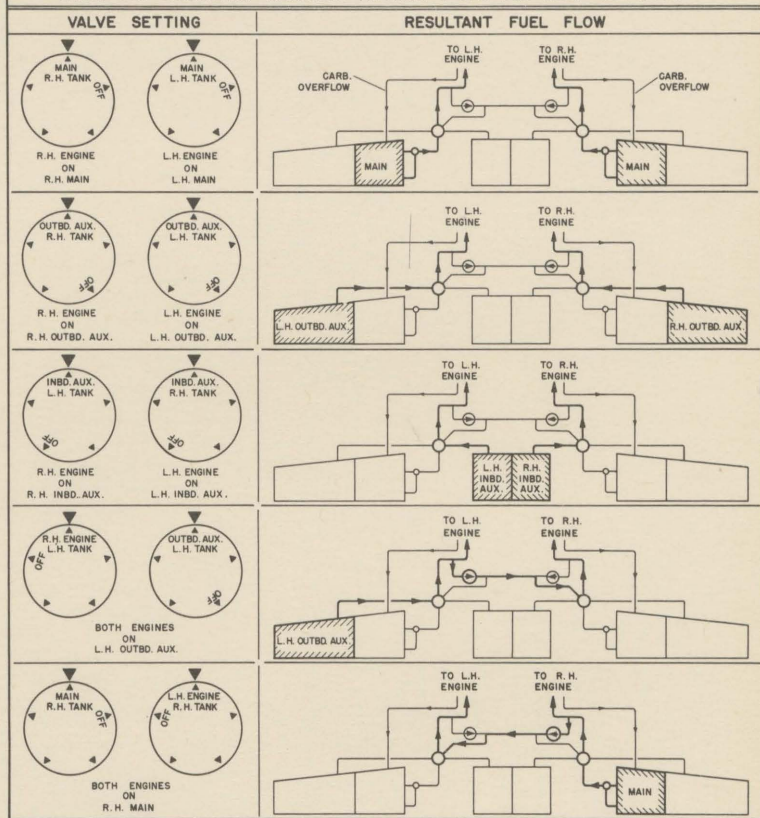 VALVE SETTING
RESULTANT FUEL FLOW
MAIN
R.H. TANK
OFF
MAIN
L.H. TANK
OFF
R.H. ENGINE
ON
R.H. MAIN
L.H. ENGINE
ON
L.H. MAIN
TO L.H.
ENGINE
TO R.H.
ENGINE
CARB.
OVERFLOW
CARB.
OVERFLOW
MAIN
MAIN
OUTBD. AUX.
R.H. TANK
OFF
OUTBD. AUX.
L.H. TANK
OFF
R.H. ENGINE
ON
R.H. OUTBD. AUX.
L.H. ENGINE
ON
L.H. OUTBD. AUX.
TO L.H.
ENGINE
TO R.H.
ENGINE
L.H. OUTBD. AUX.
R.H. OUTBD. AUX.
INBD. AUX.
L.H. TANK
OFF
INBD. AUX.
R.H. TANK
OFF
R.H. ENGINE
ON
R.H. INBD. AUX.
L.H. ENGINE
ON
L.H. INBD. AUX.
TO L.H.
ENGINE
TO R.H.
ENGINE
L.H.
INBD.
AUX.
R.H.
INBD.
AUX.
R.H. ENGINE
L.H. TANK
OFF
OUTBD. AUX.
L.H. TANK
OFF
BOTH ENGINES
ON
L.H. OUTBD. AUX.
TO L.H.
ENGINE
TO R.H.
ENGINE
L.H. OUTBD. AUX.
MAIN
R.H. TANK
OFF
L.H. ENGINE
R.H. TANK
OFF
BOTH ENGINES
ON
R.H. MAIN
TO L.H.
ENGINE
TO R.H.
ENGINE
MAIN